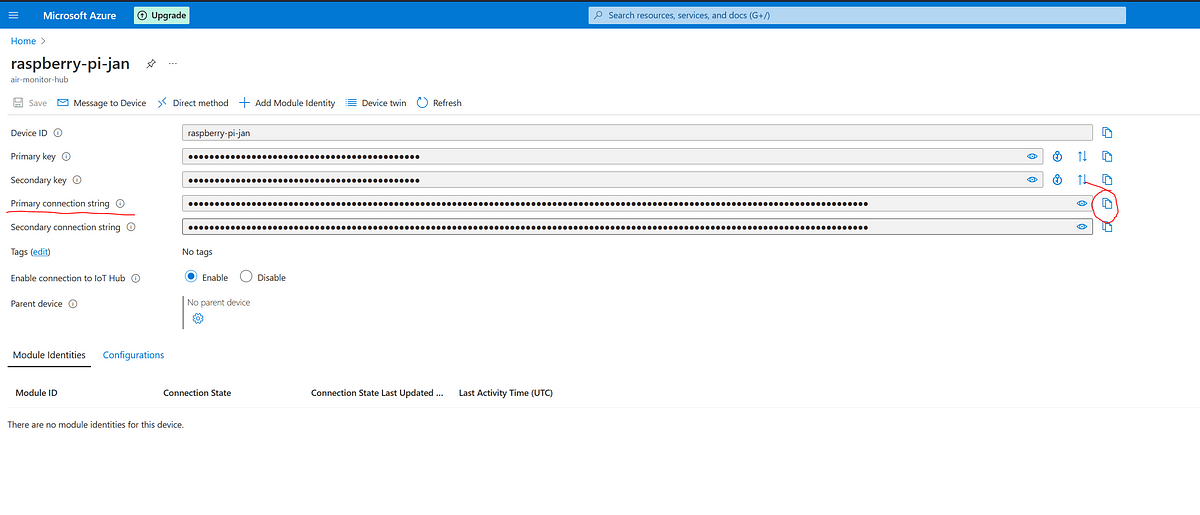 Microsoft Azure Upgrade Search resources, services, and docs (G+/)
Home
raspberry-pi-jan
air-monitor-hub
Save Message to Device Direct method Add Module Identity Device twin Refresh
Device ID raspberry-pi-jan
Primary key
Secondary key
Primary connection string
Secondary connection string
Tags (edit) No tags
Enable connection to IoT Hub Enable Disable
Parent device No parent device
Module Identities Configurations
Module ID Connection State Connection State Last Updated ... Last Activity Time (UTC)
There are no module identities for this device.